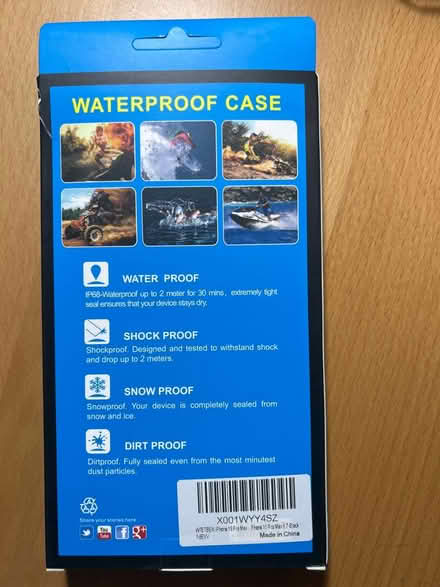 WATERPROOF CASE
WATER PROOF
IP68-Waterproof up to 2 meter for 30 mins, extremely tight
seal ensures that your device stays dry.
SHOCK PROOF
Shockproof. Designed and tested to withstand shock
and drop up to 2 meters.
SNOW PROOF
Snowproof. Your device is completely sealed from
snow and ice.
DIRT PROOF
Dirtproof. Fully sealed even from the most minutest
dust particles.
Share your stories here
You
Tube
f
g+
X001WYY4SZ
Made in China